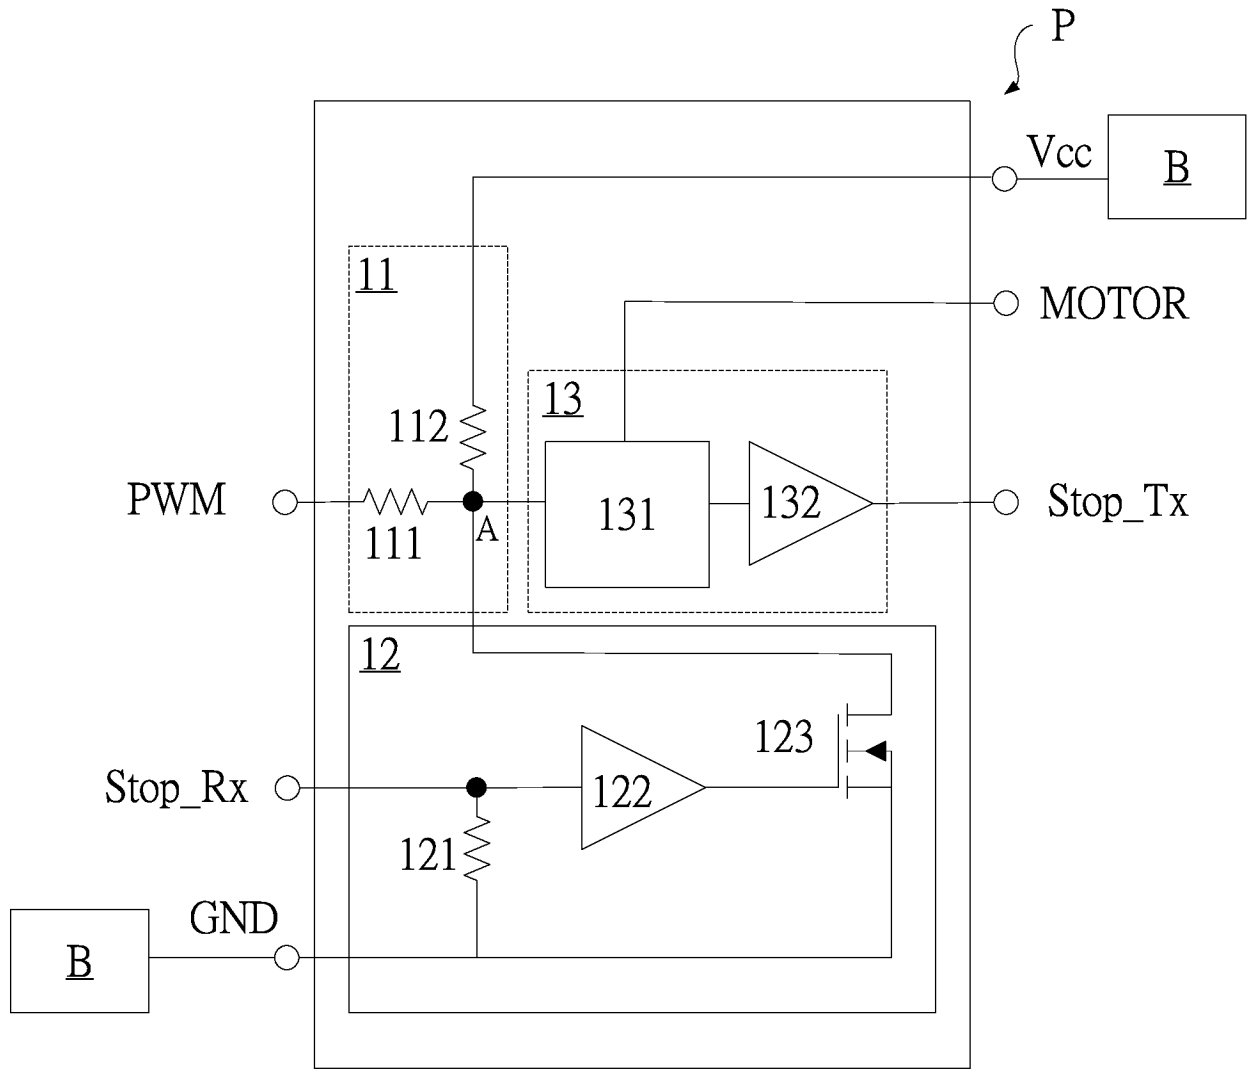 P
Vcc
B
11
MOTOR
13
112
PWM
111
A
131
132
Stop_Tx
12
123
Stop_Rx
122
121
GND
B